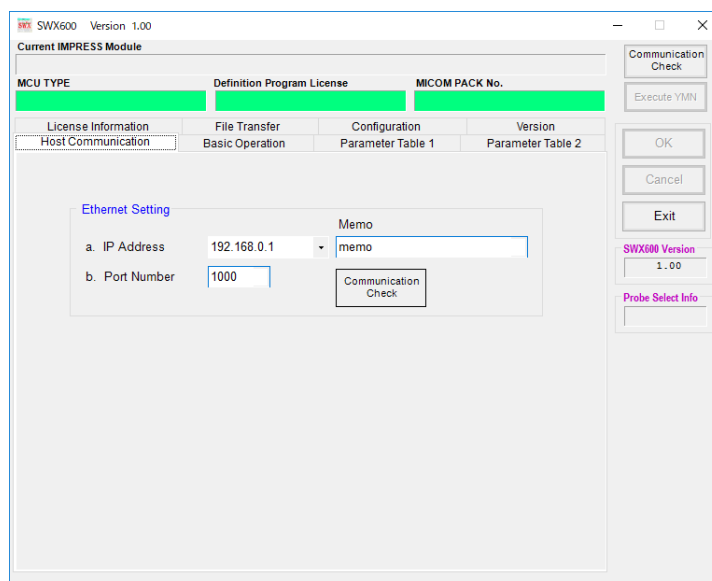 SWX SWX600 Version 1.00
Current IMPRESS Module
Communication Check
MCU TYPE Definition Program License MICOM PACK No.
Execute YMN
License Information File Transfer Configuration Version
Host Communication Basic Operation Parameter Table 1 Parameter Table 2
OK
Cancel
Exit
Ethernet Setting
Memo
a. IP Address 192.168.0.1 memo
b. Port Number 1000
Communication
Check
SWX600 Version
1.00
Probe Select Info